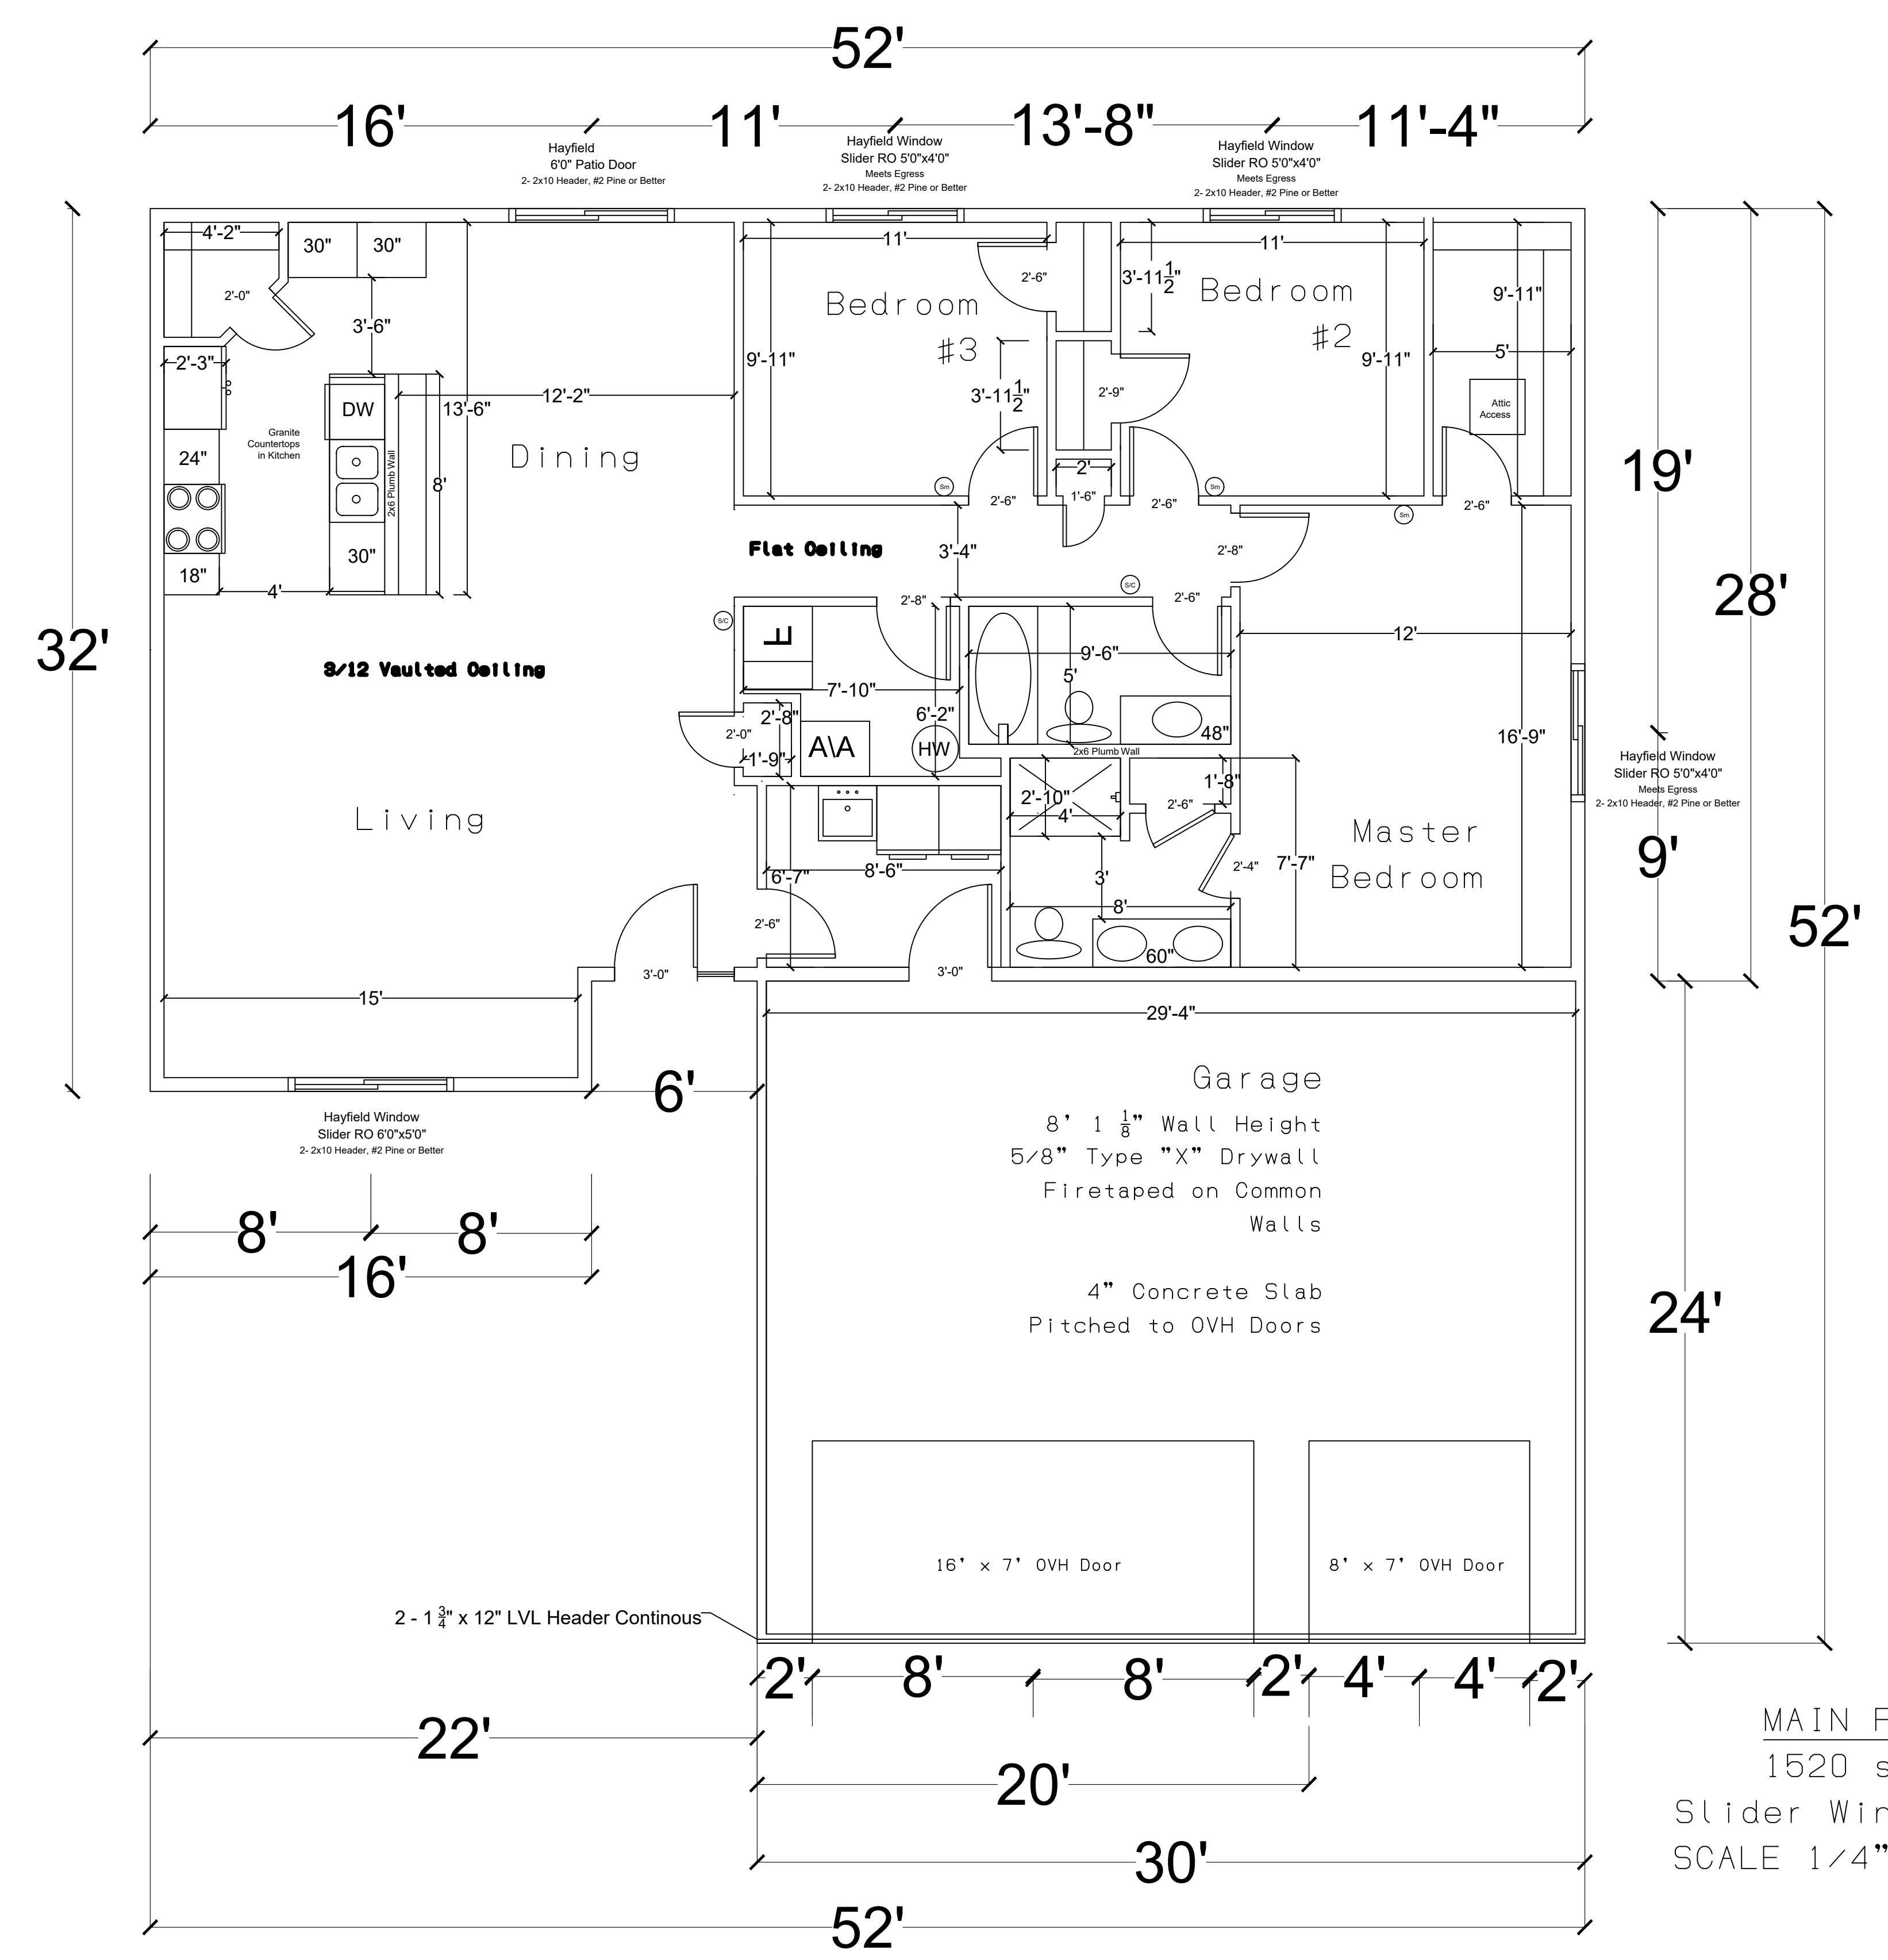 52'
16'
11'
13'-8"
11'-4"
Hayfield
6'0" Patio Door
2- 2x10 Header, #2 Pine or Better
Hayfield Window
Slider RO 5'0"x4'0"
Meets Egress
2- 2x10 Header, #2 Pine or Better
Hayfield Window
Slider RO 5'0"x4'0"
Meets Egress
2- 2x10 Header, #2 Pine or Better
4'-2"
30"
30"
2'-0"
3'-6"
2'-3"
DW
13'-6"
12'-2"
Granite
Countertops
in Kitchen
24"
2x6 Plumb Wall
8'
Dining
30"
18"
4'
11'
2'-6"
Bedroom
#3
9'-11"
3'-11 1/2"
11'
3'-11 1/2"
Bedroom
#2
9'-11"
2'-9"
9'-11"
5'
Attic
Access
2'
1'-6"
Sm
2'-6"
2'-6"
Sm
Sm
2'-6"
19'
28'
52'
32'
Flat Ceiling
3'-4"
2'-8"
S/C
2'-8"
2'-6"
S/C
3/12 Vaulted Ceiling
F
7'-10"
2'-8"
6'-2"
2'-0"
1'-9"
A\A
HW
9'-6"
5'
48"
2x6 Plumb Wall
12'
16'-9"
Hayfield Window
Slider RO 5'0"x4'0"
Meets Egress
2- 2x10 Header, #2 Pine or Better
9'
Living
2'-10"
4'
1'-8"
2'-6"
Master
Bedroom
8'-6"
6'-7"
3'
2'-4"
7'-7"
8'
2'-6"
60"
3'-0"
3'-0"
15'
29'-4"
6'
Hayfield Window
Slider RO 6'0"x5'0"
2- 2x10 Header, #2 Pine or Better
Garage
8' 1 1/8" Wall Height
5/8" Type "X" Drywall
Firetaped on Common
Walls
4" Concrete Slab
Pitched to OVH Doors
8'
8'
16'
24'
16' x 7' OVH Door
8' x 7' OVH Door
2 - 1 3/4" x 12" LVL Header Continous
2'
8'
8'
2'
4'
4'
2'
22'
20'
30'
52'
MAIN
1520
Slider
SCALE 1/4"